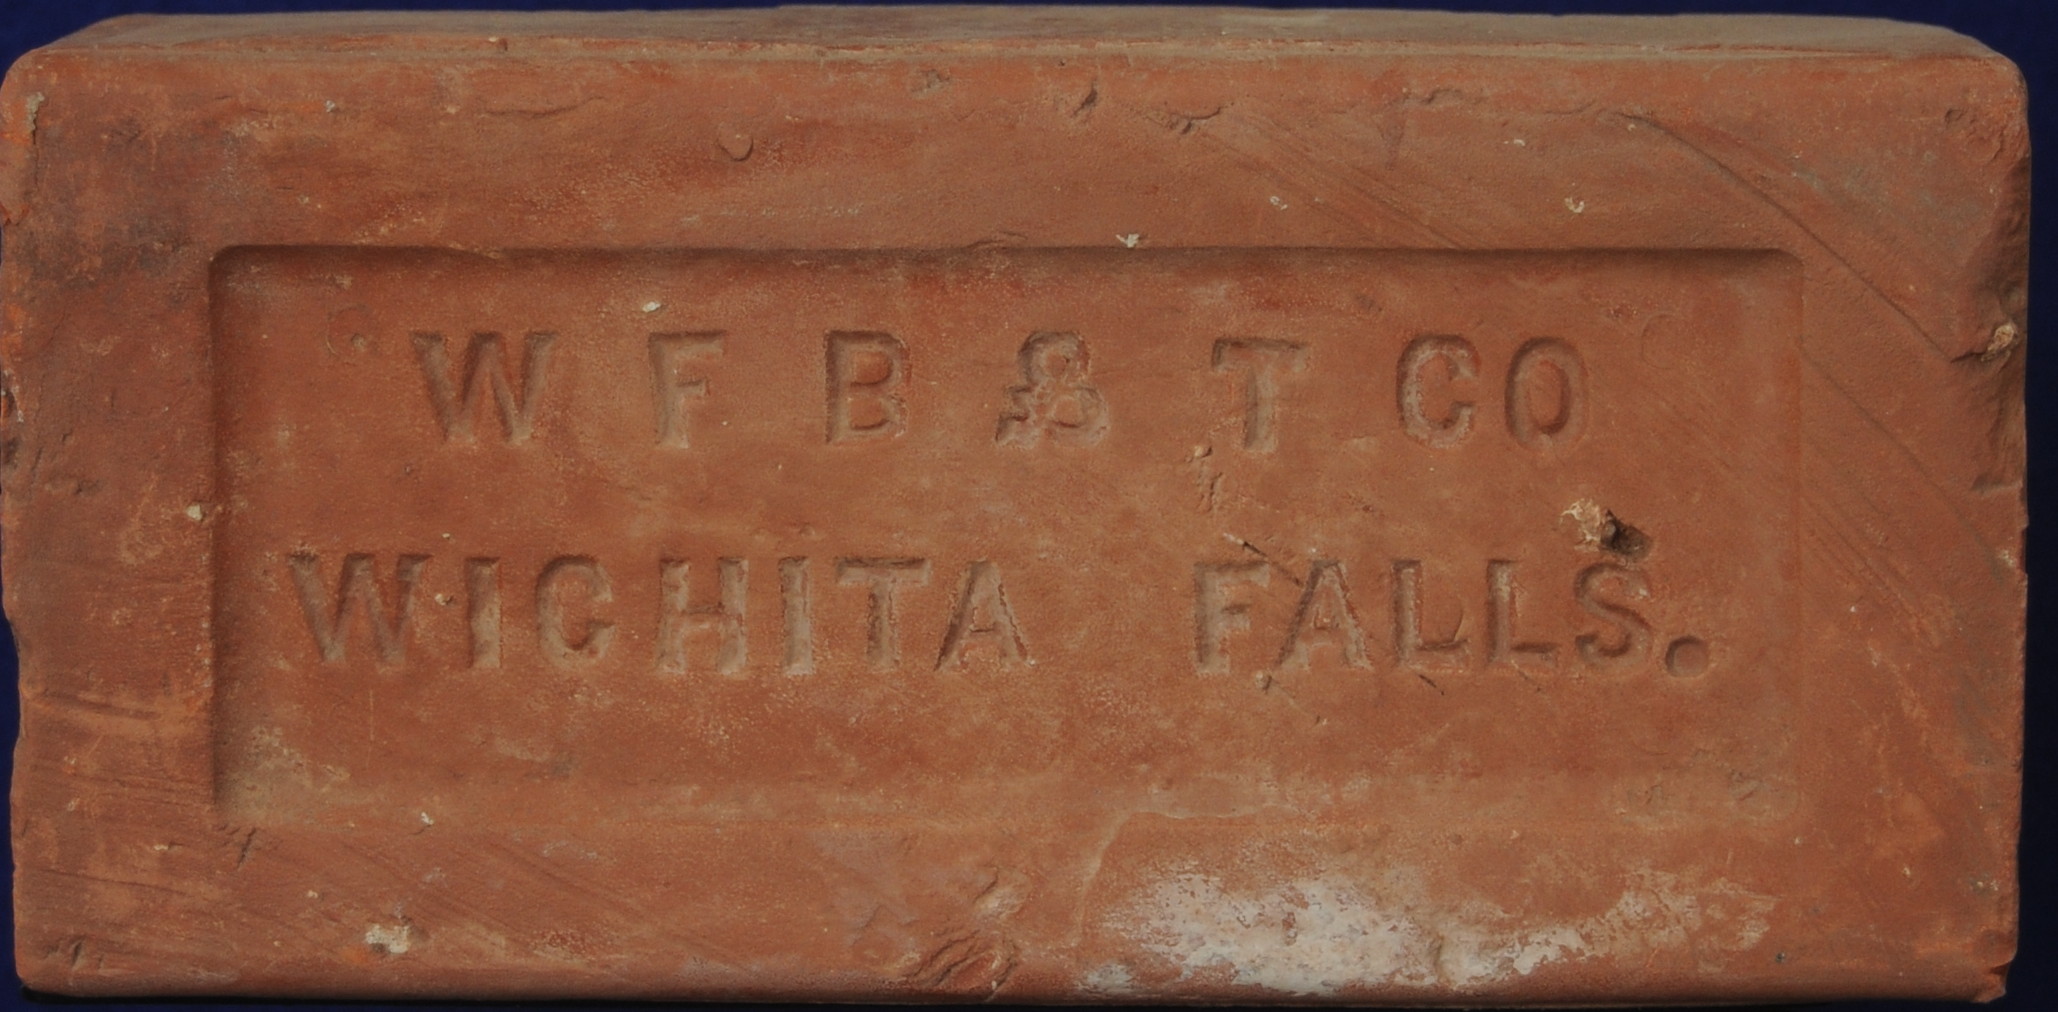 W F B & T CO
WICHITA FALLS.